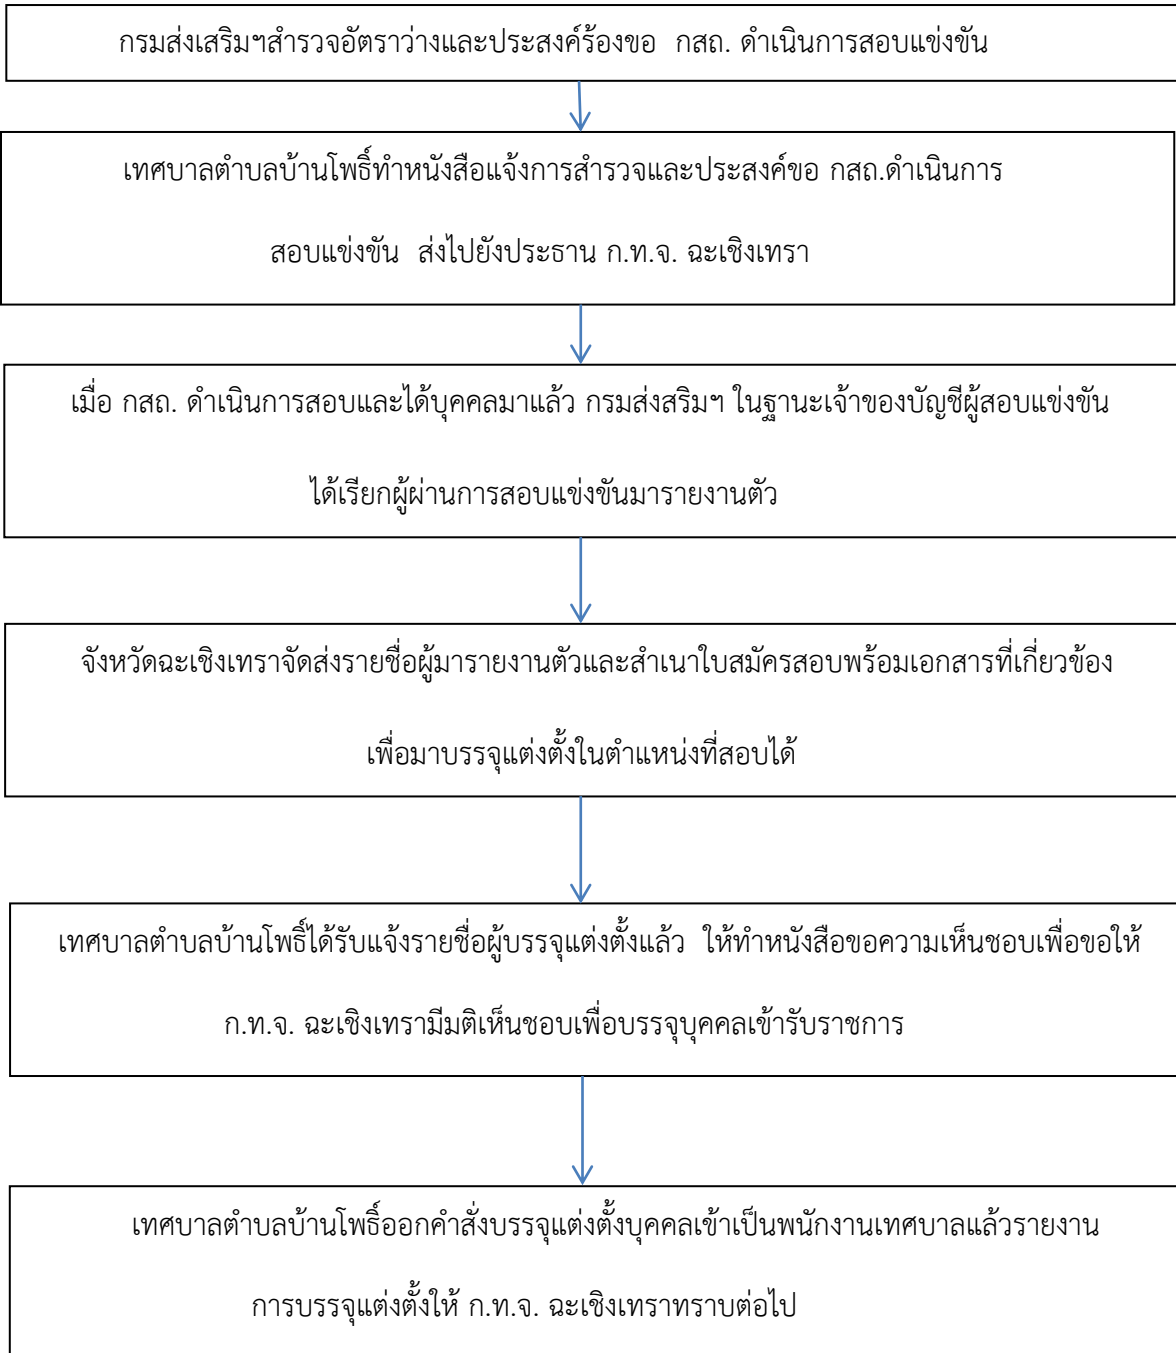 กรมส่งเสริมฯสำรวจอัตราว่างและประสงค์ร้องขอ กสถ. ดำเนินการสอบแข่งขัน
เทศบาลตำบลบ้านโพธิ์ทำหนังสือแจ้งการสำรวจและประสงค์ขอ กสถ.ดำเนินการ
สอบแข่งขัน ส่งไปยังประธาน ก.ท.จ. ฉะเชิงเทรา
เมื่อ กสถ. ดำเนินการสอบและได้บุคคลมาแล้ว กรมส่งสริมฯ ในฐานะเจ้าของบัญชีผู้สอบแข่งขัน
ได้เรียกผู้ผ่านการสอบแข่งขันมารายงานตัว
จังหวัดฉะเชิงเทราจัดส่งรายชื่อผู้มารายงานตัวและสำเนาใบสมัครสอบพร้อมเอกสารที่เกี่ยวข้อง
เพื่อมาบรรจุแต่งตั้งในตำแหน่งที่สอบได้
เทศบาลตำบลบ้านโพธิ์ได้รับแจ้งรายชื่อผู้บรรจุแต่งตั้งแล้ว ให้ทำหนังสือขอความเห็นชอบเพื่อขอให้
ก.ท.จ. ฉะเชิงเทรามีมติเห็นชอบเพื่อบรรจุบุคคลเข้ารับราชการ
เทศบาลตำบลบ้านโพธิ์ออกคำสั่งบรรจุแต่งตั้งบุคคลเข้าเป็นพนักงานเทศบาลแล้วรายงาน
การบรรจุแต่งตั้งให้ ก.ท.จ. ฉะเชิงเทราทราบต่อไป